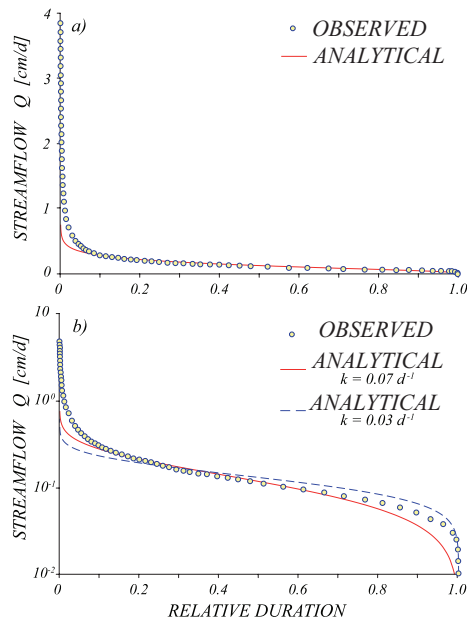 a)
OBSERVED
ANALYTICAL
STREAMFLOW Q [cm/d]
4
3
2
1
0
0 0.2 0.4 0.6 0.8 1.0
b)
OBSERVED
ANALYTICAL
k = 0.07 d⁻¹
ANALYTICAL
k = 0.03 d⁻¹
STREAMFLOW Q [cm/d]
10
10⁰
10⁻¹
10⁻²
0 0.2 0.4 0.6 0.8 1.0
RELATIVE DURATION